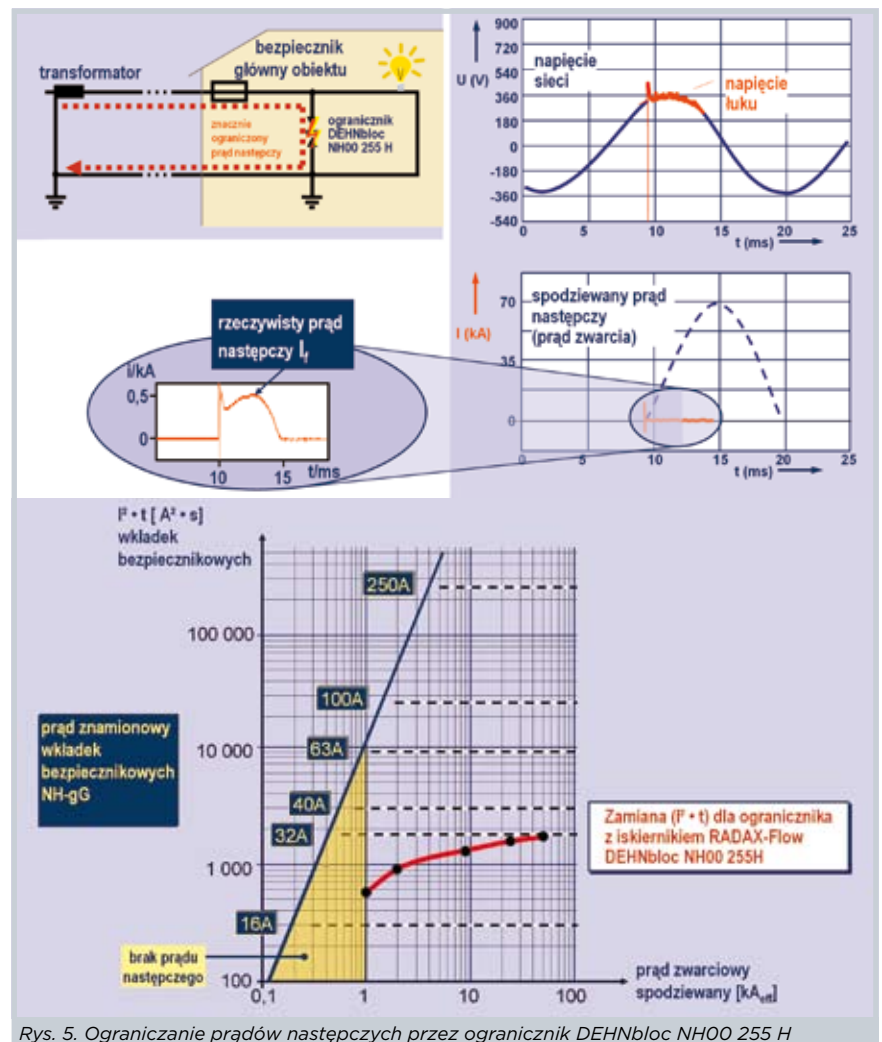 transformator
bezpiecznik
główny obiektu
znacznie
ograniczony
prąd następczy
ogranicznik
DEHNbloc
NH00 255 H
900
720
540
360
180
0
-180
-360
-540
U (V)
napięcie
sieci
napięcie
łuku
0 5 10 15 20 25
t (ms)
rzeczywisty prąd
następczy If
i/kA
0,5
0
10 15 t/ms
I (kA)
70
35
0
spodziewany prąd
następczy
(prąd zwarcia)
0 5 10 15 20 25
t (ms)
I² • t [ A² • s]
wkładek
bezpiecznikowych
100 000
10 000
1 000
100
250A
100A
63A
40A
32A
16A
prąd znamionowy
wkładek
bezpiecznikowych
NH-gG
Zamiana (I² • t) dla ogranicznika
z iskiernikiem RADAX-Flow
DEHNbloc NH00 255H
brak prądu
następczego
0,1 1 10 100
prąd zwarciowy
spodziewany [kAeff]
Rys. 5. Ograniczanie prądów następczych przez ogranicznik DEHNbloc NH00 255 H